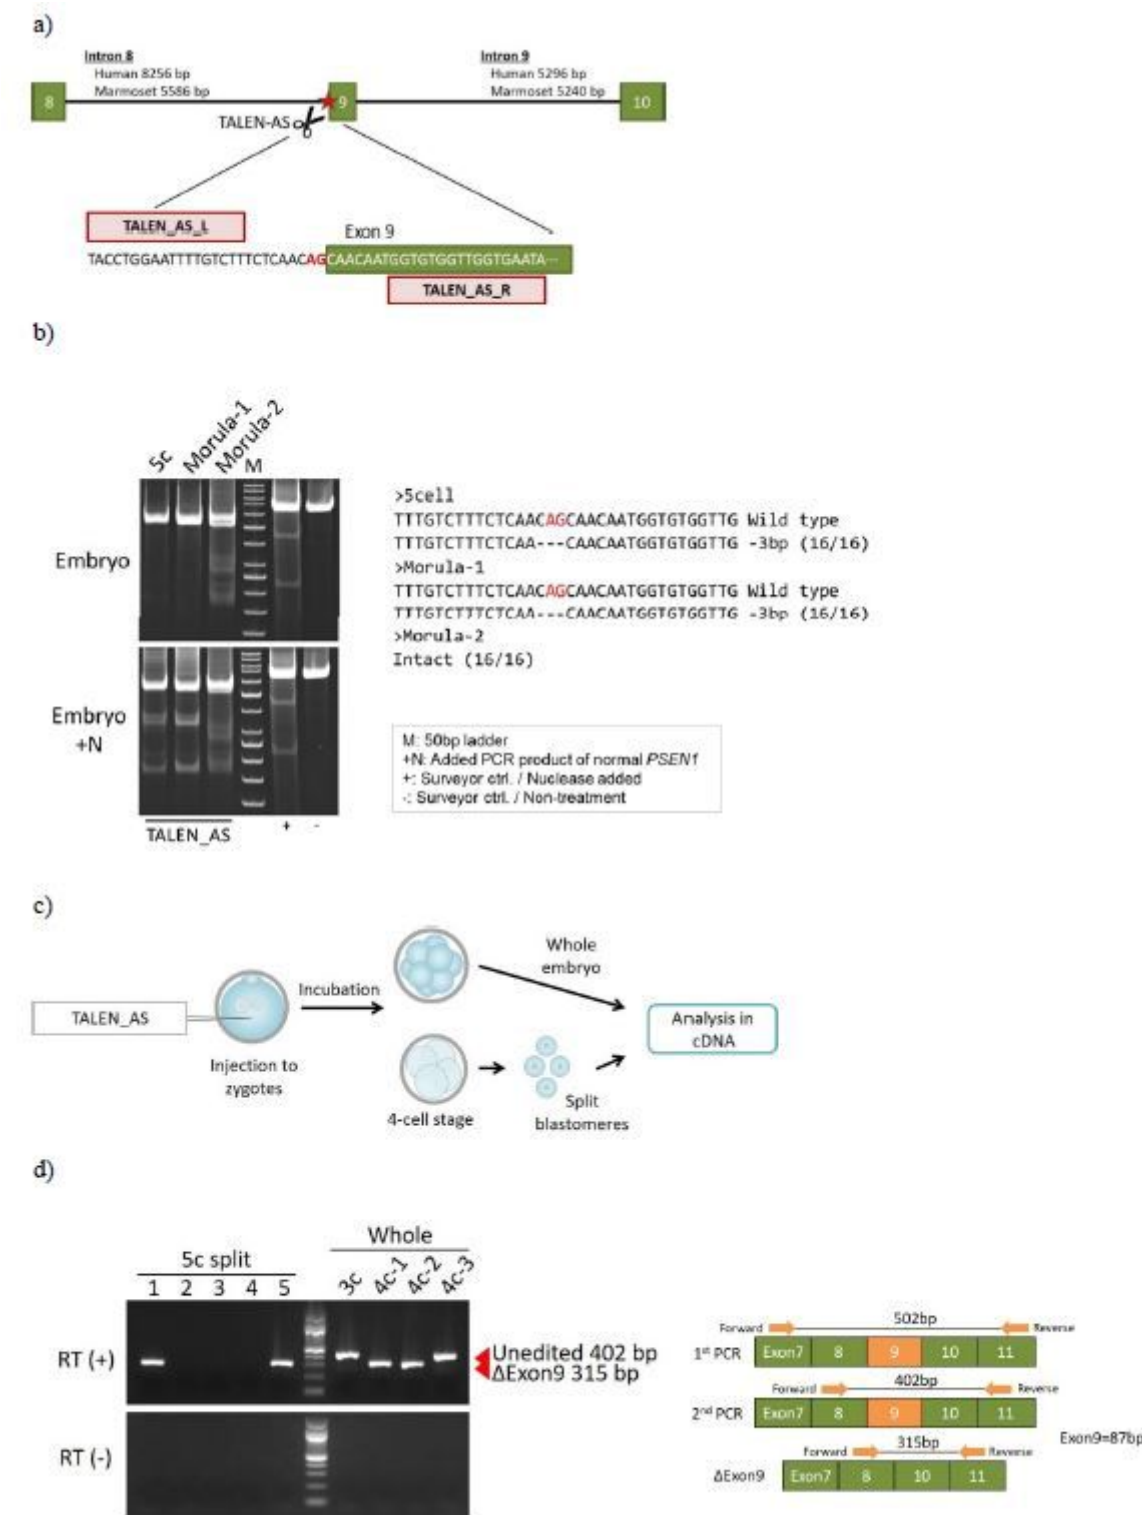 a)
Intron 8
Human 8256 bp
Marmoset 5586 bp
Intron 9
Human 5296 bp
Marmoset 5240 bp
8
9
10
TALEN-AS
TALEN_AS_L
Exon 9
TACCTGGAATTTTGTCTTTCTCAACAGCAACAATGGTGTGGTTGGTGAATA···
TALEN_AS_R
b)
5c
Morula-1
Morula-2
M
Embryo
Embryo
+N
TALEN_AS
+
-
>5cell
TTTGTCTTTCTCAACAGCAACAATGGTGTGGTTG Wild type
TTTGTCTTTCTCAA---CAACAATGGTGTGGTTG -3bp (16/16)
>Morula-1
TTTGTCTTTCTCAACAGCAACAATGGTGTGGTTG Wild type
TTTGTCTTTCTCAA---CAACAATGGTGTGGTTG -3bp (16/16)
>Morula-2
Intact (16/16)
M: 50bp ladder
+N: Added PCR product of normal PSEN1
+: Surveyor ctrl. / Nuclease added
-: Surveyor ctrl. / Non-treatment
c)
TALEN_AS
Injection to
zygotes
Incubation
4-cell stage
Split
blastomeres
Whole
embryo
Analysis in
cDNA
d)
5c split
1 2 3 4 5
Whole
3c 4c-1 4c-2 4c-3
RT (+)
Unedited 402 bp
ΔExon9 315 bp
RT (-)
502bp
Forward Reverse
1st PCR Exon7 8 9 10 11
402bp
Forward Reverse
2nd PCR Exon7 8 9 10 11
Exon9=87bp
315bp
Forward Reverse
ΔExon9 Exon7 8 10 11